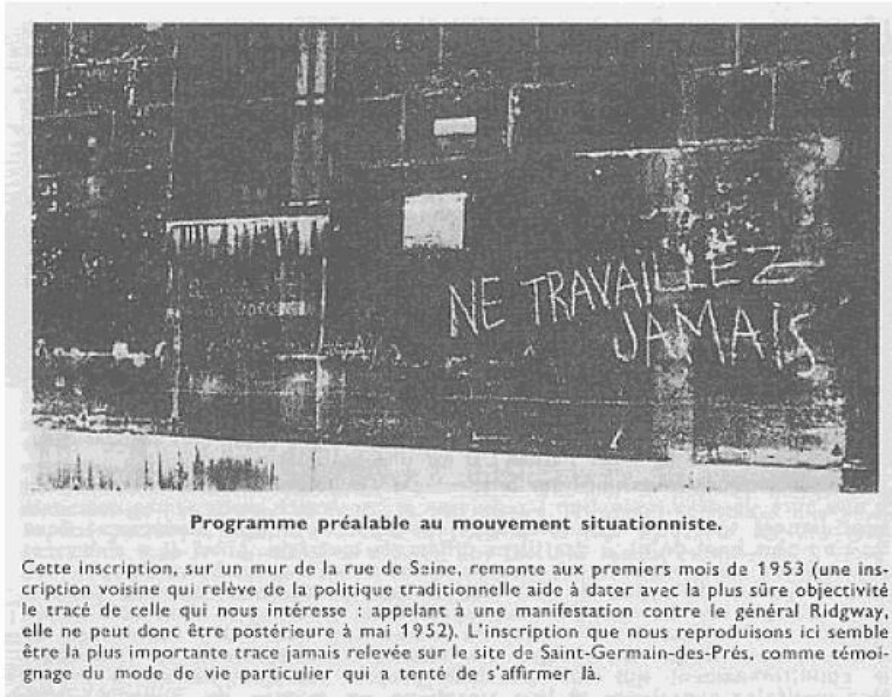 NE TRAVAILLEZ
JAMAIS
Programme préalable au mouvement situationniste.
Cette inscription, sur un mur de la rue de Seine, remonte aux premiers mois de 1953 (une ins-
cription voisine qui relève de la politique traditionnelle aide à dater avec la plus sûre objectivité
le tracé de celle qui nous intéresse : appelant à une manifestation contre le général Ridgway,
elle ne peut donc être postérieure à mai 1952). L'inscription que nous reproduisons ici semble
être la plus importante trace jamais relevée sur le site de Saint-Germain-des-Prés, comme témoi-
gnage du mode de vie particulier qui a tenté de s'affirmer là.